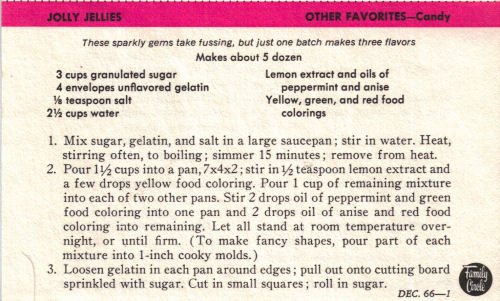 JOLLY JELLIES
OTHER FAVORITES—Candy
These sparkly gems take fussing, but just one batch makes three flavors
Makes about 5 dozen
3 cups granulated sugar
4 envelopes unflavored gelatin
⅛ teaspoon salt
2½ cups water
Lemon extract and oils of
peppermint and anise
Yellow, green, and red food
colorings
1. Mix sugar, gelatin, and salt in a large saucepan; stir in water. Heat,
stirring often, to boiling; simmer 15 minutes; remove from heat.
2. Pour 1½ cups into a pan, 7x4x2; stir in ½ teaspoon lemon extract and
a few drops yellow food coloring. Pour 1 cup of remaining mixture
into each of two other pans. Stir 2 drops oil of peppermint and green
food coloring into one pan and 2 drops oil of anise and red food
coloring into remaining. Let all stand at room temperature over-
night, or until firm. (To make fancy shapes, pour part of each
mixture into 1-inch cooky molds.)
3. Loosen gelatin in each pan around edges; pull out onto cutting board
sprinkled with sugar. Cut in small squares; roll in sugar.
Family
Circle
DEC. 66—1